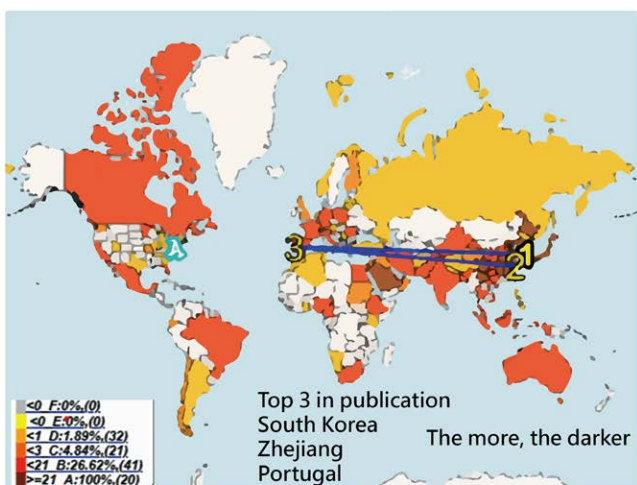 A
3
1
2
<0 F:0%,(0)
<0 E:0%,(0)
<1 D:1.89%,(32)
<3 C:4.84%,(21)
<21 B:26.62%,(41)
>=21 A:100%,(20)
Top 3 in publication
South Korea
Zhejiang
Portugal
The more, the darker